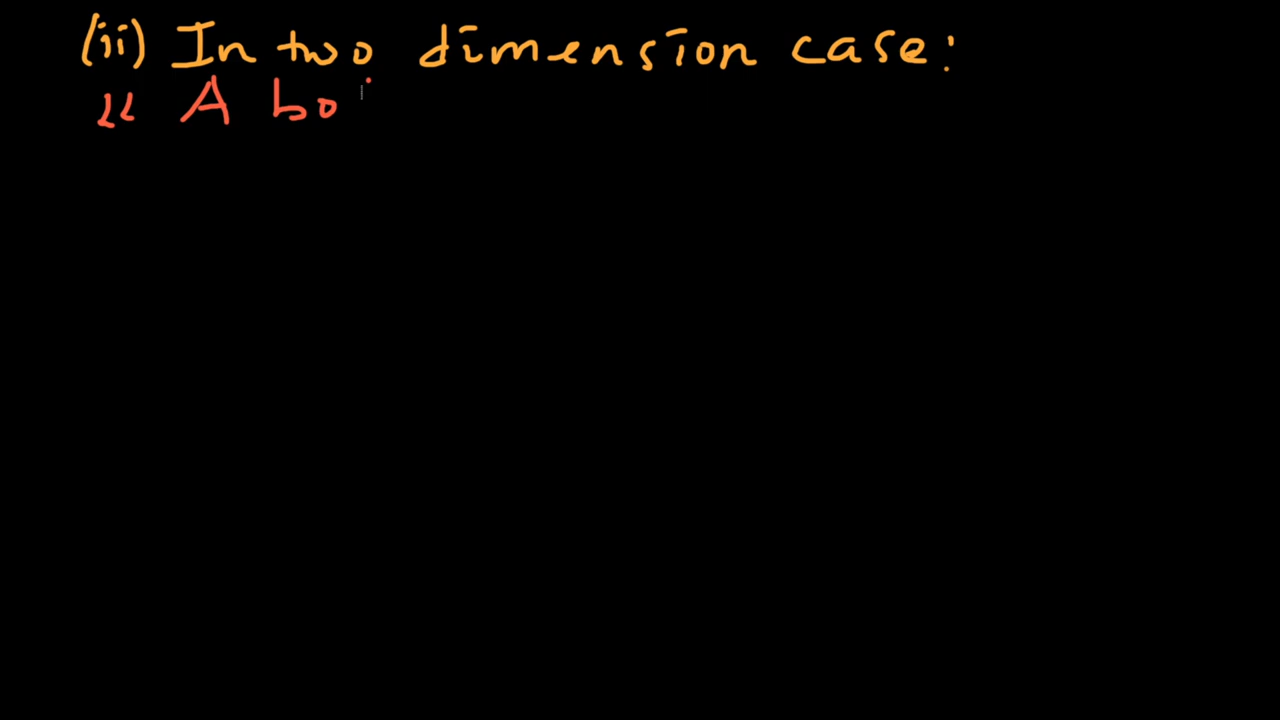 (ii) In two dimension case:
“ A bo